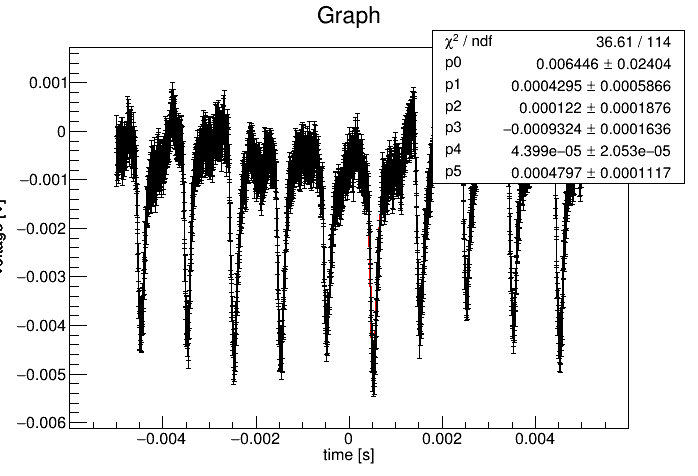 Graph
χ² / ndf 36.61 / 114
p0 0.006446 ± 0.02404
p1 0.0004295 ± 0.0005866
p2 0.000122 ± 0.0001876
p3 −0.0009324 ± 0.0001636
p4 4.399e−05 ± 2.053e−05
p5 0.0004797 ± 0.0001117
0.001
0
−0.001
−0.002
−0.003
−0.004
−0.005
−0.006
−0.004 −0.002 0 0.002 0.004
time [s]